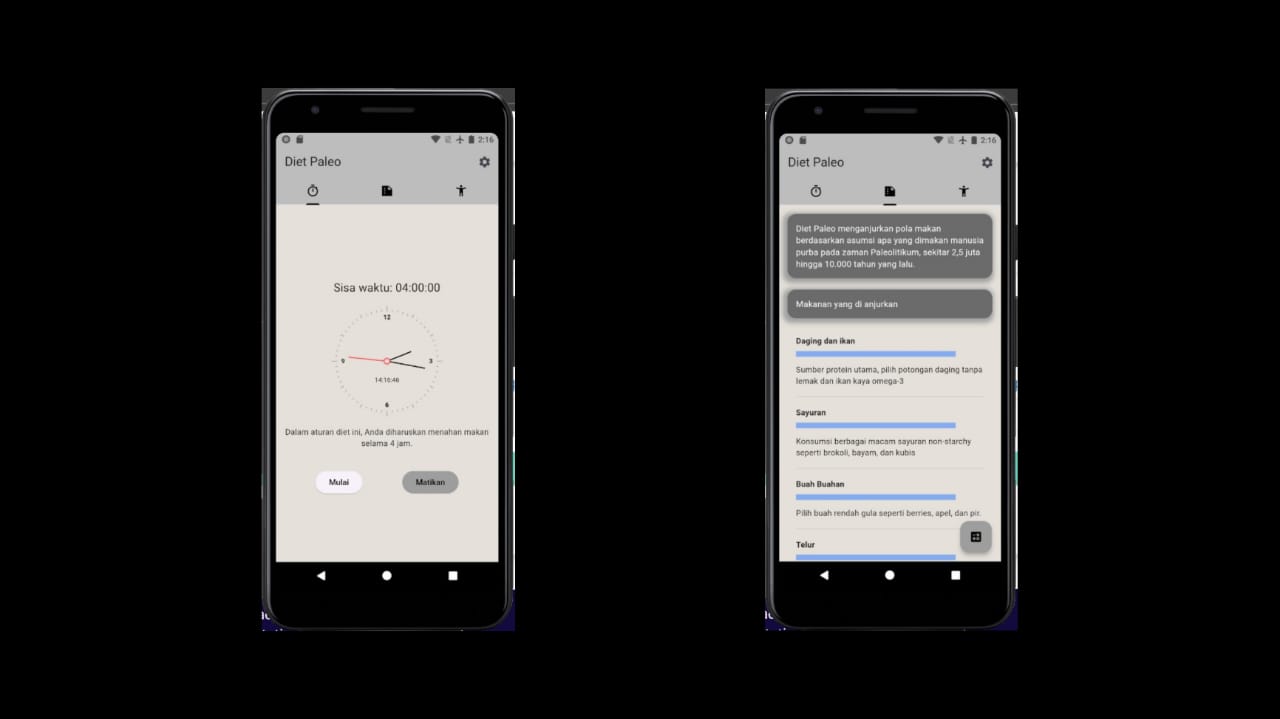 2:16
Diet Paleo
Sisa waktu: 04:00:00
12
9
3
14:16:46
6
Dalam aturan diet ini, Anda diharuskan menahan makan
selama 4 jam.
Mulai
Matikan
2:16
Diet Paleo
Diet Paleo menganjurkan pola makan
berdasarkan asumsi apa yang dimakan manusia
purba pada zaman Paleolitikum, sekitar 2,5 juta
hingga 10.000 tahun yang lalu.
Makanan yang di anjurkan
Daging dan ikan
Sumber protein utama, pilih potongan daging tanpa
lemak dan ikan kaya omega-3
Sayuran
Konsumsi berbagai macam sayuran non-starchy
seperti brokoli, bayam, dan kubis
Buah Buahan
Pilih buah rendah gula seperti berries, apel, dan pir.
Telur